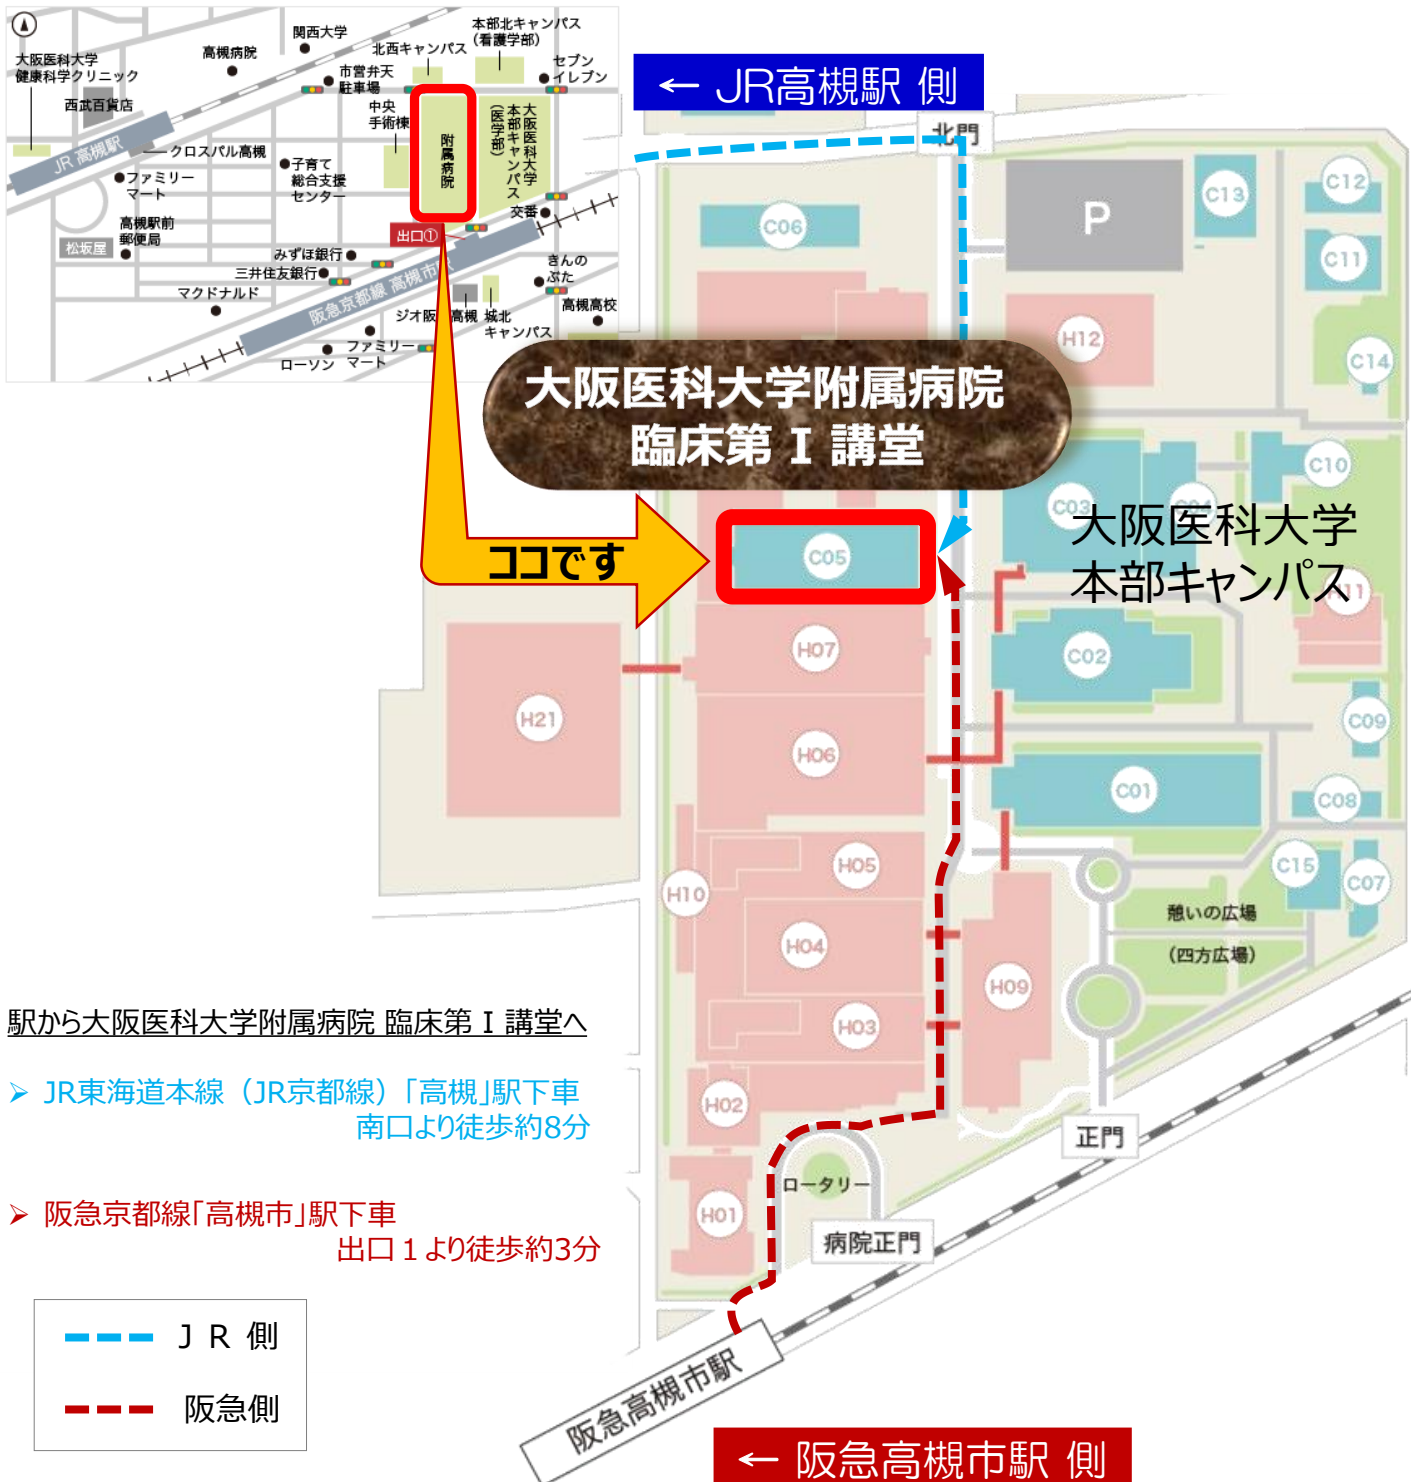 関西大学
本部北キャンパス
(看護学部)
大阪医科大学
健康科学クリニック
高槻病院
北西キャンパス
セブン
イレブン
市営弁天
駐車場
西武百貨店
中央
手術棟
附属病院
大阪医科大学
本部キャンパス
(医学部)
JR 高槻駅
クロスパル高槻
子育て
総合支援
センター
ファミリー
マート
交番
高槻駅前
郵便局
出口①
松坂屋
みずほ銀行
三井住友銀行
きんの
ぶた
マクドナルド
阪急京都線 高槻市駅
ジオ阪 高槻
城北
キャンパス
高槻高校
ファミリー
マート
ローソン
← JR高槻駅 側
北門
P
C13
C12
C06
C11
H12
C14
大阪医科大学附属病院
臨床第 I 講堂
C10
C03
C04
大阪医科大学
本部キャンパス
ココです
C05
H11
H07
C02
H21
C09
H06
C01
C08
H05
C15
C07
H10
憩いの広場
H04
(四方広場)
H09
H03
駅から大阪医科大学附属病院 臨床第 I 講堂へ
➢ JR東海道本線（JR京都線）「高槻」駅下車
南口より徒歩約8分
H02
正門
ロータリー
➢ 阪急京都線「高槻市」駅下車
出口 1 より徒歩約3分
H01
病院正門
J R 側
阪急側
阪急高槻市駅
← 阪急高槻市駅 側